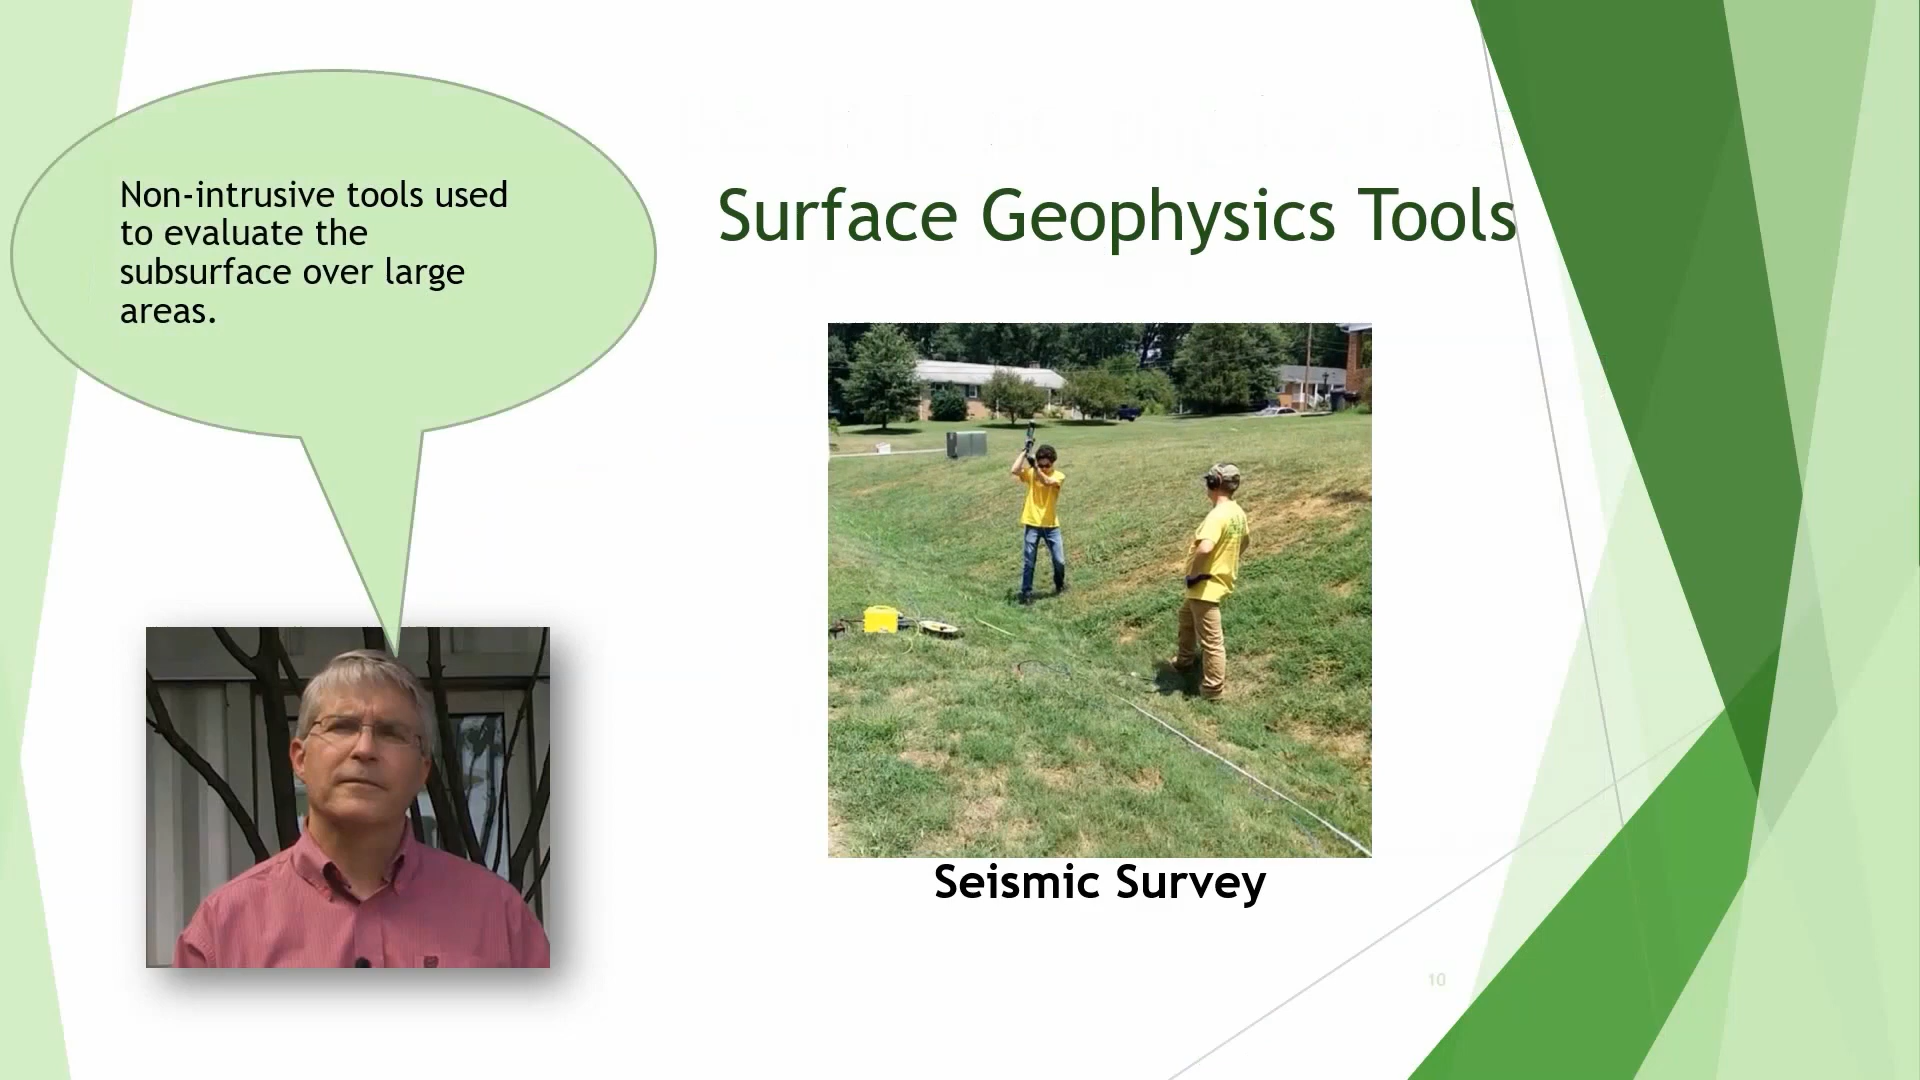 Non-intrusive tools used
to evaluate the
subsurface over large
areas.
Surface Geophysics Tools
Seismic Survey
10